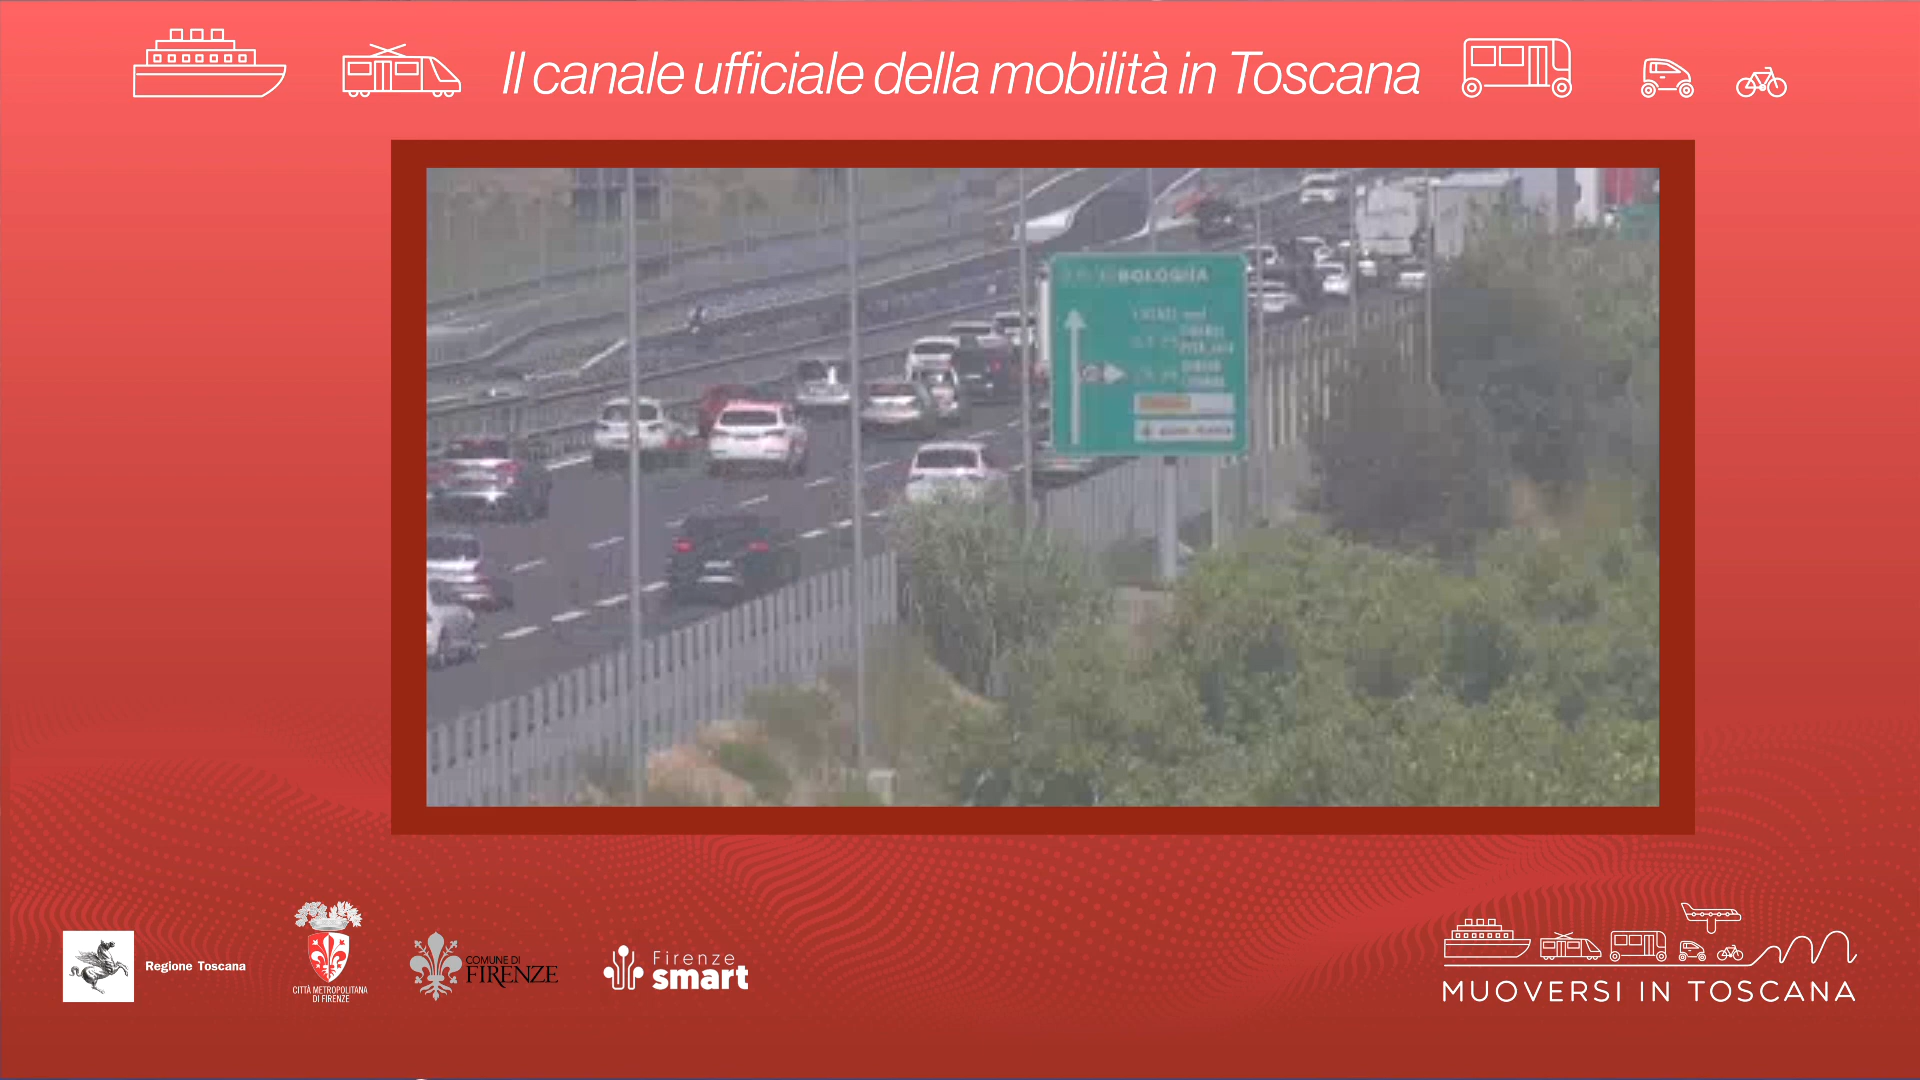 Il canale ufficiale della mobilità in Toscana
BOLOGNA
Regione Toscana
CITTÀ METROPOLITANA
DI FIRENZE
COMUNE DI
FIRENZE
Firenze
smart
MUOVERSI IN TOSCANA